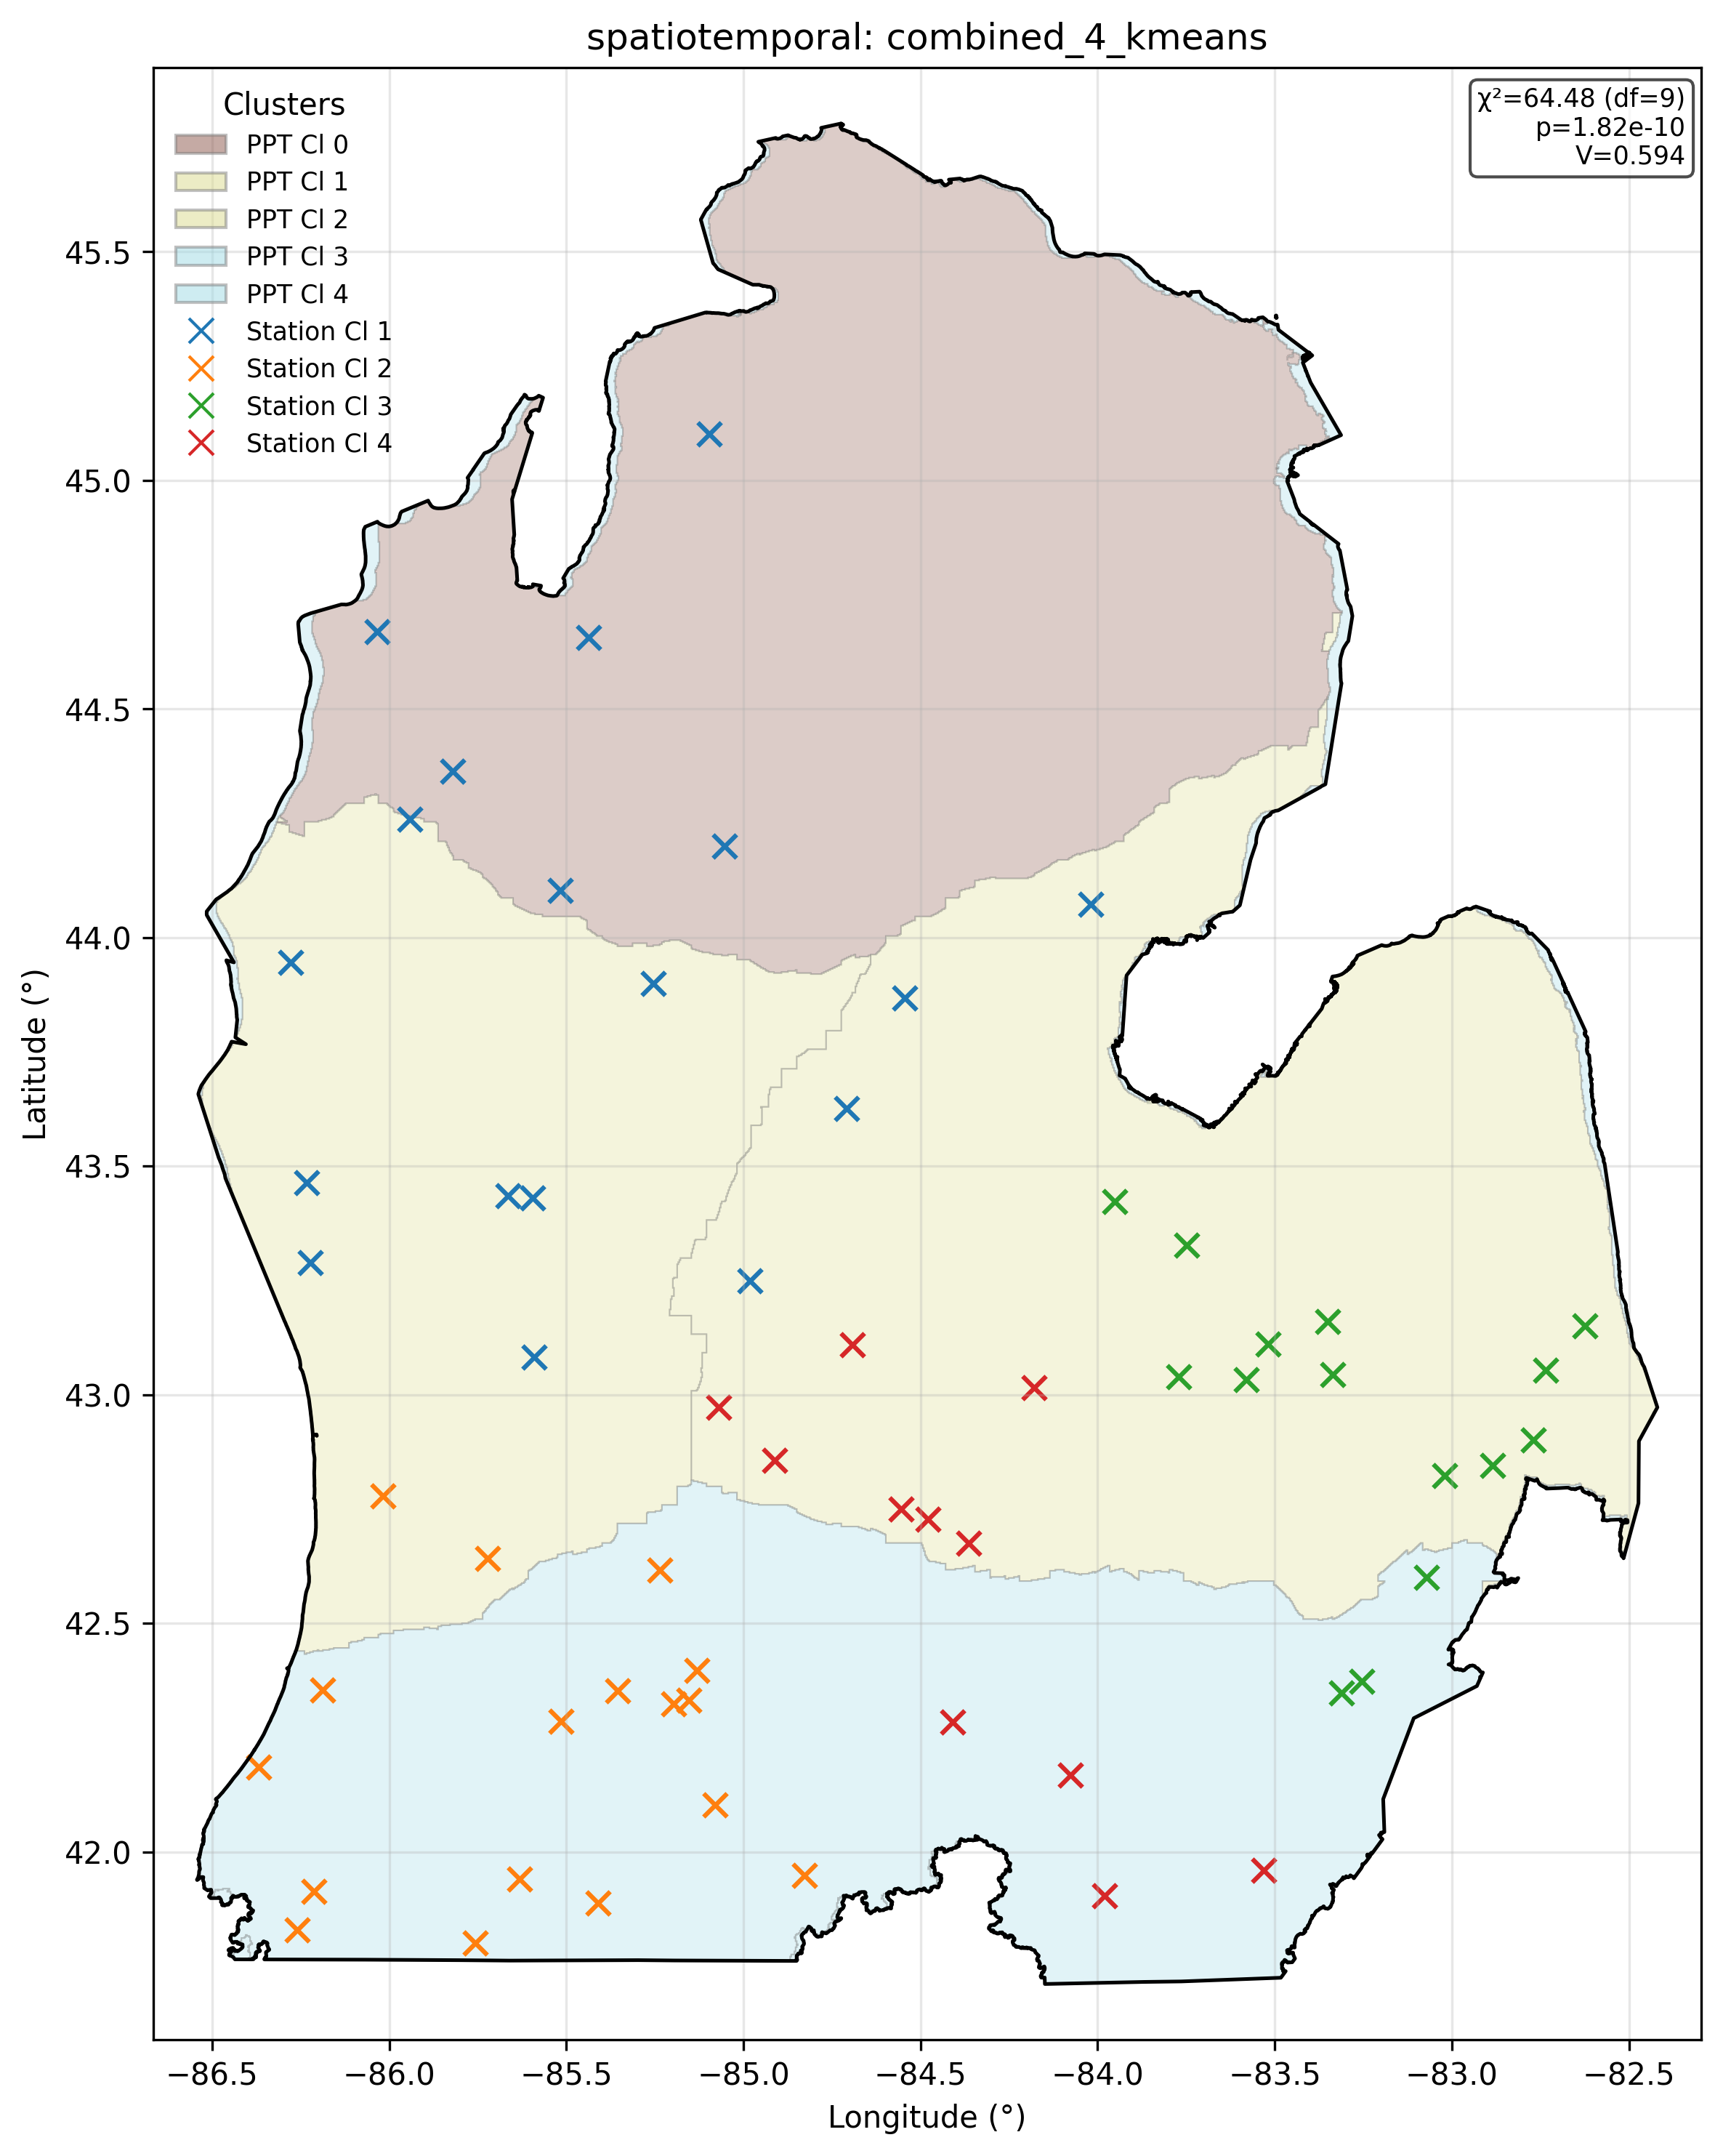 spatiotemporal: combined_4_kmeans
Clusters
PPT Cl 0
PPT Cl 1
PPT Cl 2
PPT Cl 3
PPT Cl 4
Station Cl 1
Station Cl 2
Station Cl 3
Station Cl 4
χ²=64.48 (df=9)
p=1.82e-10
V=0.594
Latitude (°)
45.5
45.0
44.5
44.0
43.5
43.0
42.5
42.0
−86.5
−86.0
−85.5
−85.0
−84.5
−84.0
−83.5
−83.0
−82.5
Longitude (°)